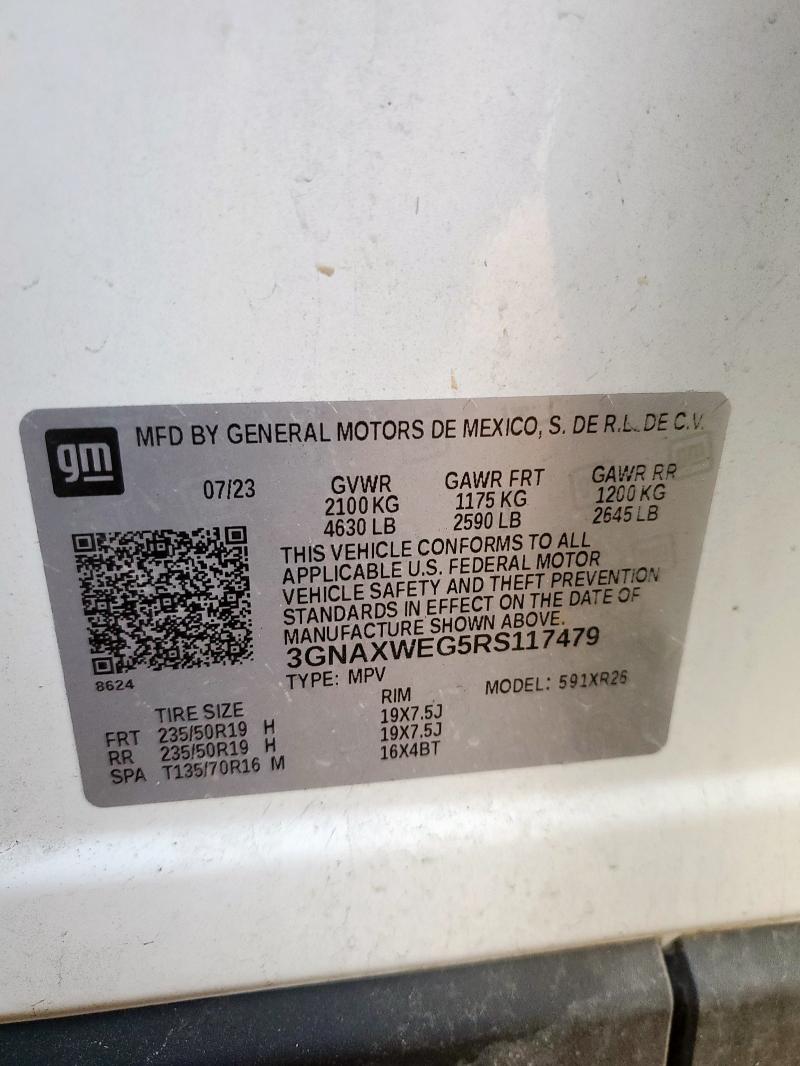 gm
MFD BY GENERAL MOTORS DE MEXICO, S. DE R.L. DE C.V.
07/23
GVWR
2100 KG
4630 LB
GAWR FRT
1175 KG
2590 LB
GAWR RR
1200 KG
2645 LB
THIS VEHICLE CONFORMS TO ALL
APPLICABLE U.S. FEDERAL MOTOR
VEHICLE SAFETY AND THEFT PREVENTION
STANDARDS IN EFFECT ON THE DATE OF
MANUFACTURE SHOWN ABOVE.
3GNAXWEG5RS117479
8624
TYPE: MPV
MODEL: 591XR26
TIRE SIZE RIM
FRT 235/50R19 H 19X7.5J
RR 235/50R19 H 19X7.5J
SPA T135/70R16 M 16X4BT